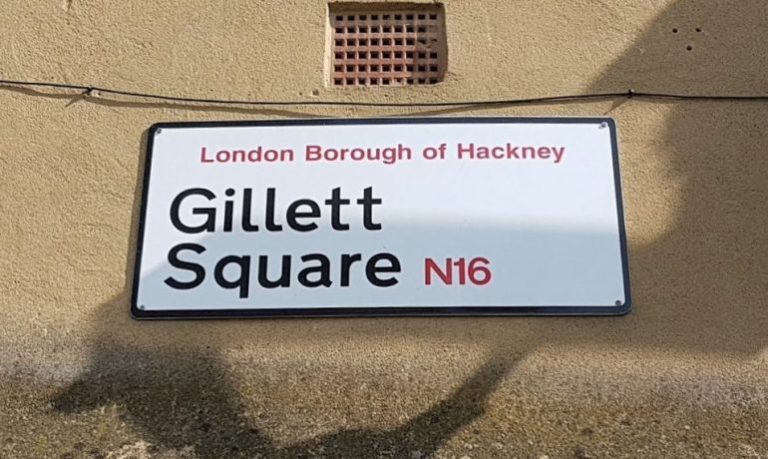 London Borough of Hackney
Gillett
Square N16